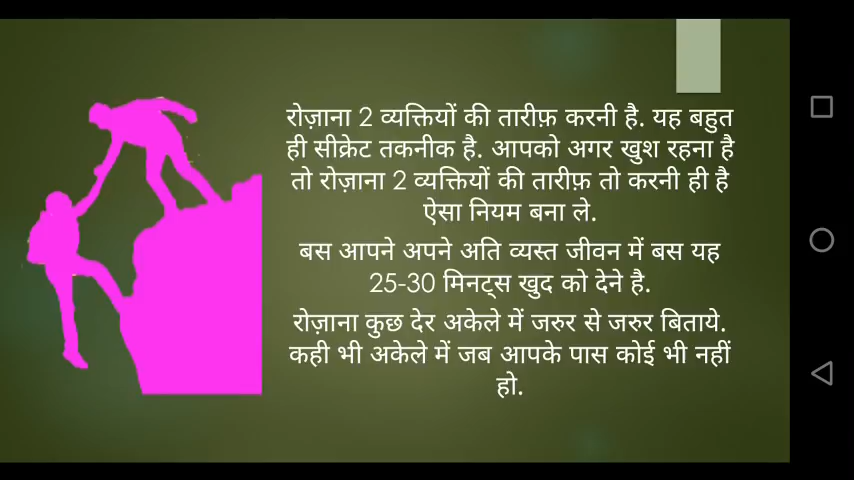 रोज़ाना 2 व्यक्तियों की तारीफ़ करनी है. यह बहुत
ही सीक्रेट तकनीक है. आपको अगर खुश रहना है
तो रोज़ाना 2 व्यक्तियों की तारीफ़ तो करनी ही है
ऐसा नियम बना ले.
बस आपने अपने अति व्यस्त जीवन में बस यह
25-30 मिनट्स खुद को देने है.
रोज़ाना कुछ देर अकेले में जरुर से जरुर बिताये.
कही भी अकेले में जब आपके पास कोई भी नहीं
हो.